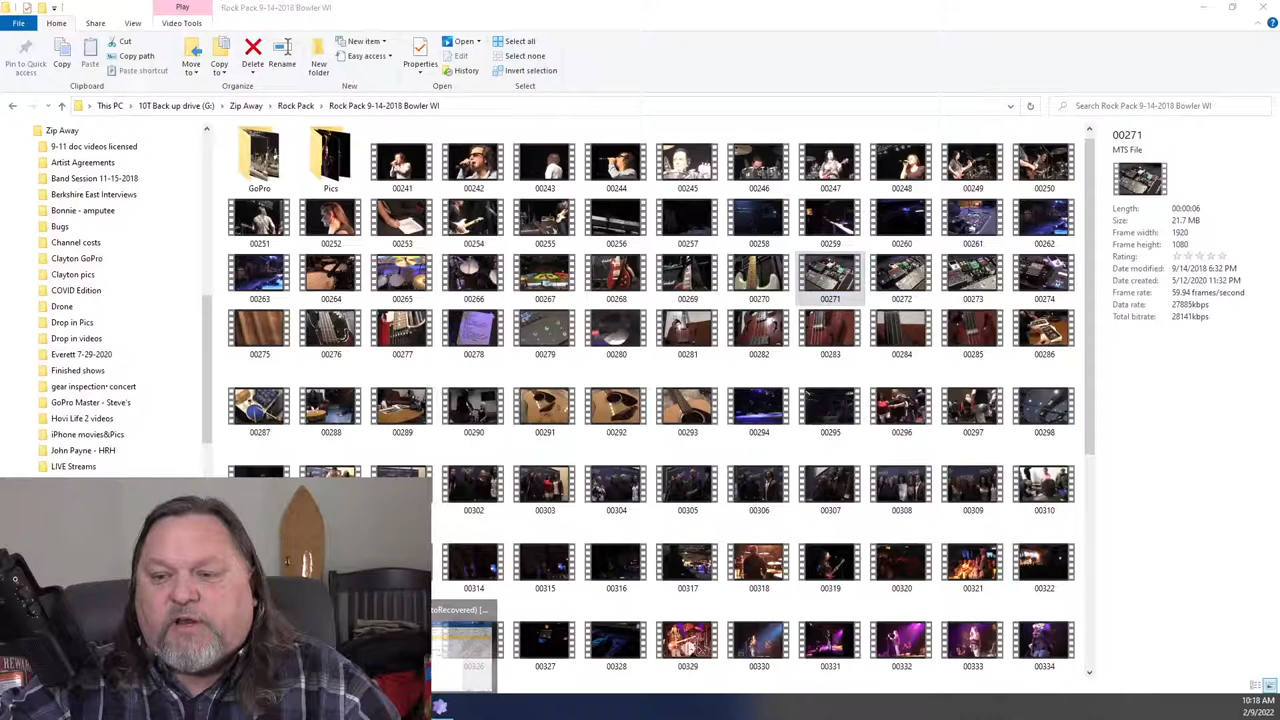 Play
Rock Pack 9-14-2018 Bowler WI
File
Home
Share
View
Video Tools
Pin to Quick access
Copy
Paste
Cut
Copy path
Paste shortcut
Clipboard
Move to
Copy to
Delete
Rename
Organize
New folder
New item
Easy access
New
Properties
Open
Edit
History
Open
Select all
Select none
Invert selection
Select
This PC
10T Back up drive (G:)
Zip Away
Rock Pack
Rock Pack 9-14-2018 Bowler WI
Search Rock Pack 9-14-2018 Bowler WI
Zip Away
9-11 doc videos licensed
Artist Agreements
Band Session 11-15-2018
Berkshire East Interviews
Bonnie - amputee
Bugs
Channel costs
Clayton GoPro
Clayton pics
COVID Edition
Drone
Drop in Pics
Drop in videos
Everett 7-29-2020
Finished shows
gear inspection· concert
GoPro Master - Steve's
Hovi Life 2 videos
iPhone movies&Pics
John Payne - HRH
LIVE Streams
GoPro
Pics
00241
00242
00243
00244
00245
00246
00247
00248
00249
00250
00251
00252
00253
00254
00255
00256
00257
00258
00259
00260
00261
00262
00263
00264
00265
00266
00267
00268
00269
00270
00271
00272
00273
00274
00275
00276
00277
00278
00279
00280
00281
00282
00283
00284
00285
00286
00287
00288
00289
00290
00291
00292
00293
00294
00295
00296
00297
00298
00302
00303
00304
00305
00306
00307
00308
00309
00310
00314
00315
00316
00317
00318
00319
00320
00321
00322
toRecovered) [...
00326
00327
00328
00329
00330
00331
00332
00333
00334
00271
MTS File
Length: 00:00:06
Size: 21.7 MB
Frame width: 1920
Frame height: 1080
Rating:
Date modified: 9/14/2018 6:32 PM
Date created: 5/12/2020 11:32 PM
Frame rate: 59.94 frames/second
Data rate: 27885kbps
Total bitrate: 28141kbps
10:18 AM
2/9/2022